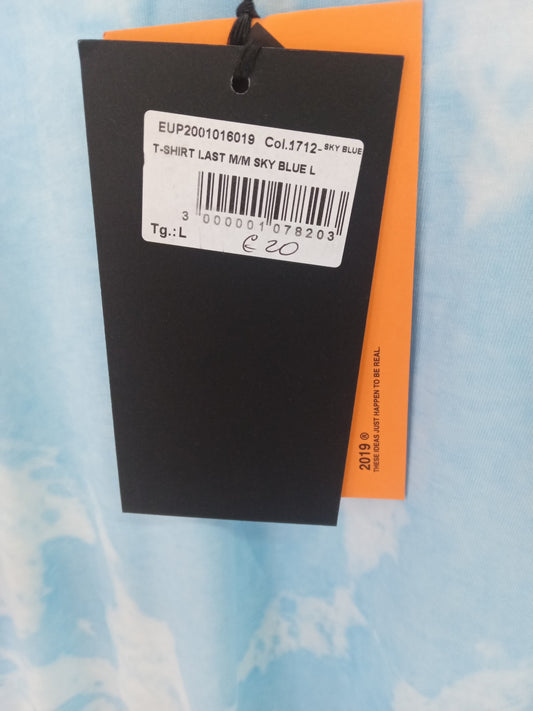 EUP2001016019 Col.1712- SKY BLUE
T-SHIRT LAST M/M SKY BLUE L
3 000001 078203
Tg.: L
€ 20
2019 ®
THESE IDEAS JUST HAPPEN TO BE REAL.